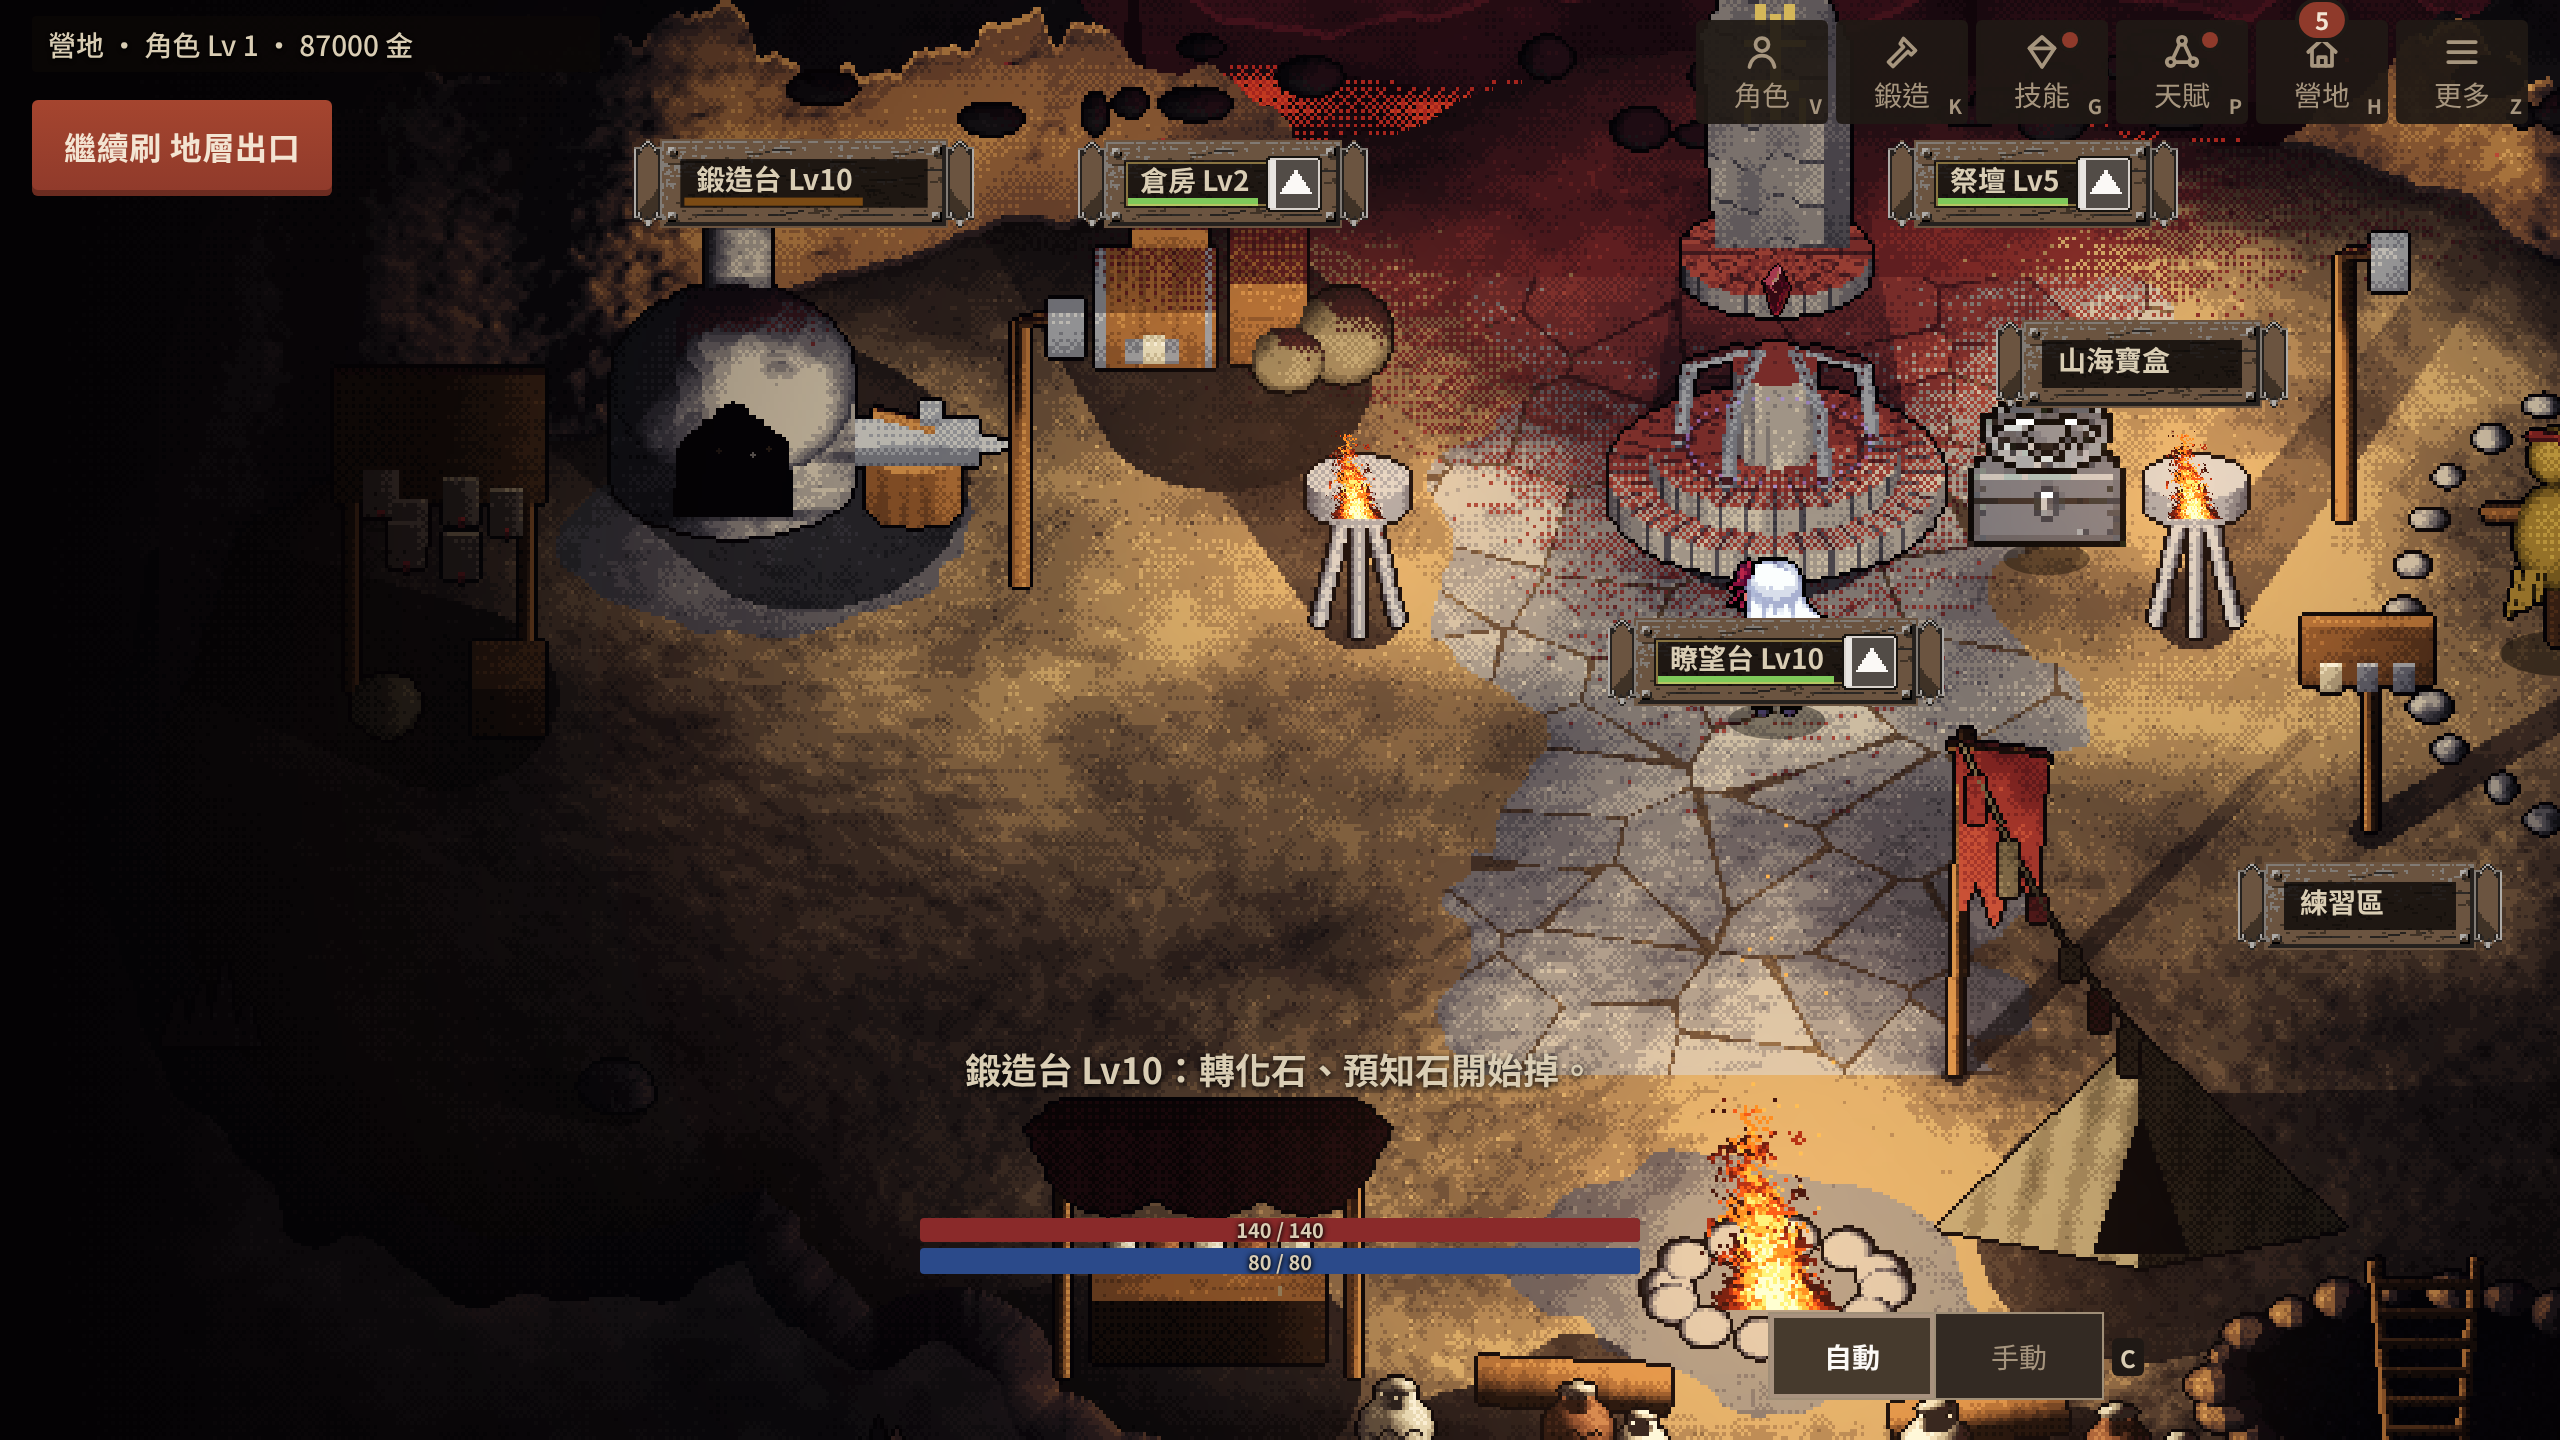 營地 · 角色 Lv 1 · 87000 金
繼續刷 地層出口
角色 V
鍛造 K
技能 G
天賦 P
5
營地 H
更多 Z
鍛造台 Lv10
倉房 Lv2
祭壇 Lv5
山海寶盒
瞭望台 Lv10
練習區
鍛造台 Lv10：轉化石、預知石開始掉。
140 / 140
80 / 80
自動
手動
C